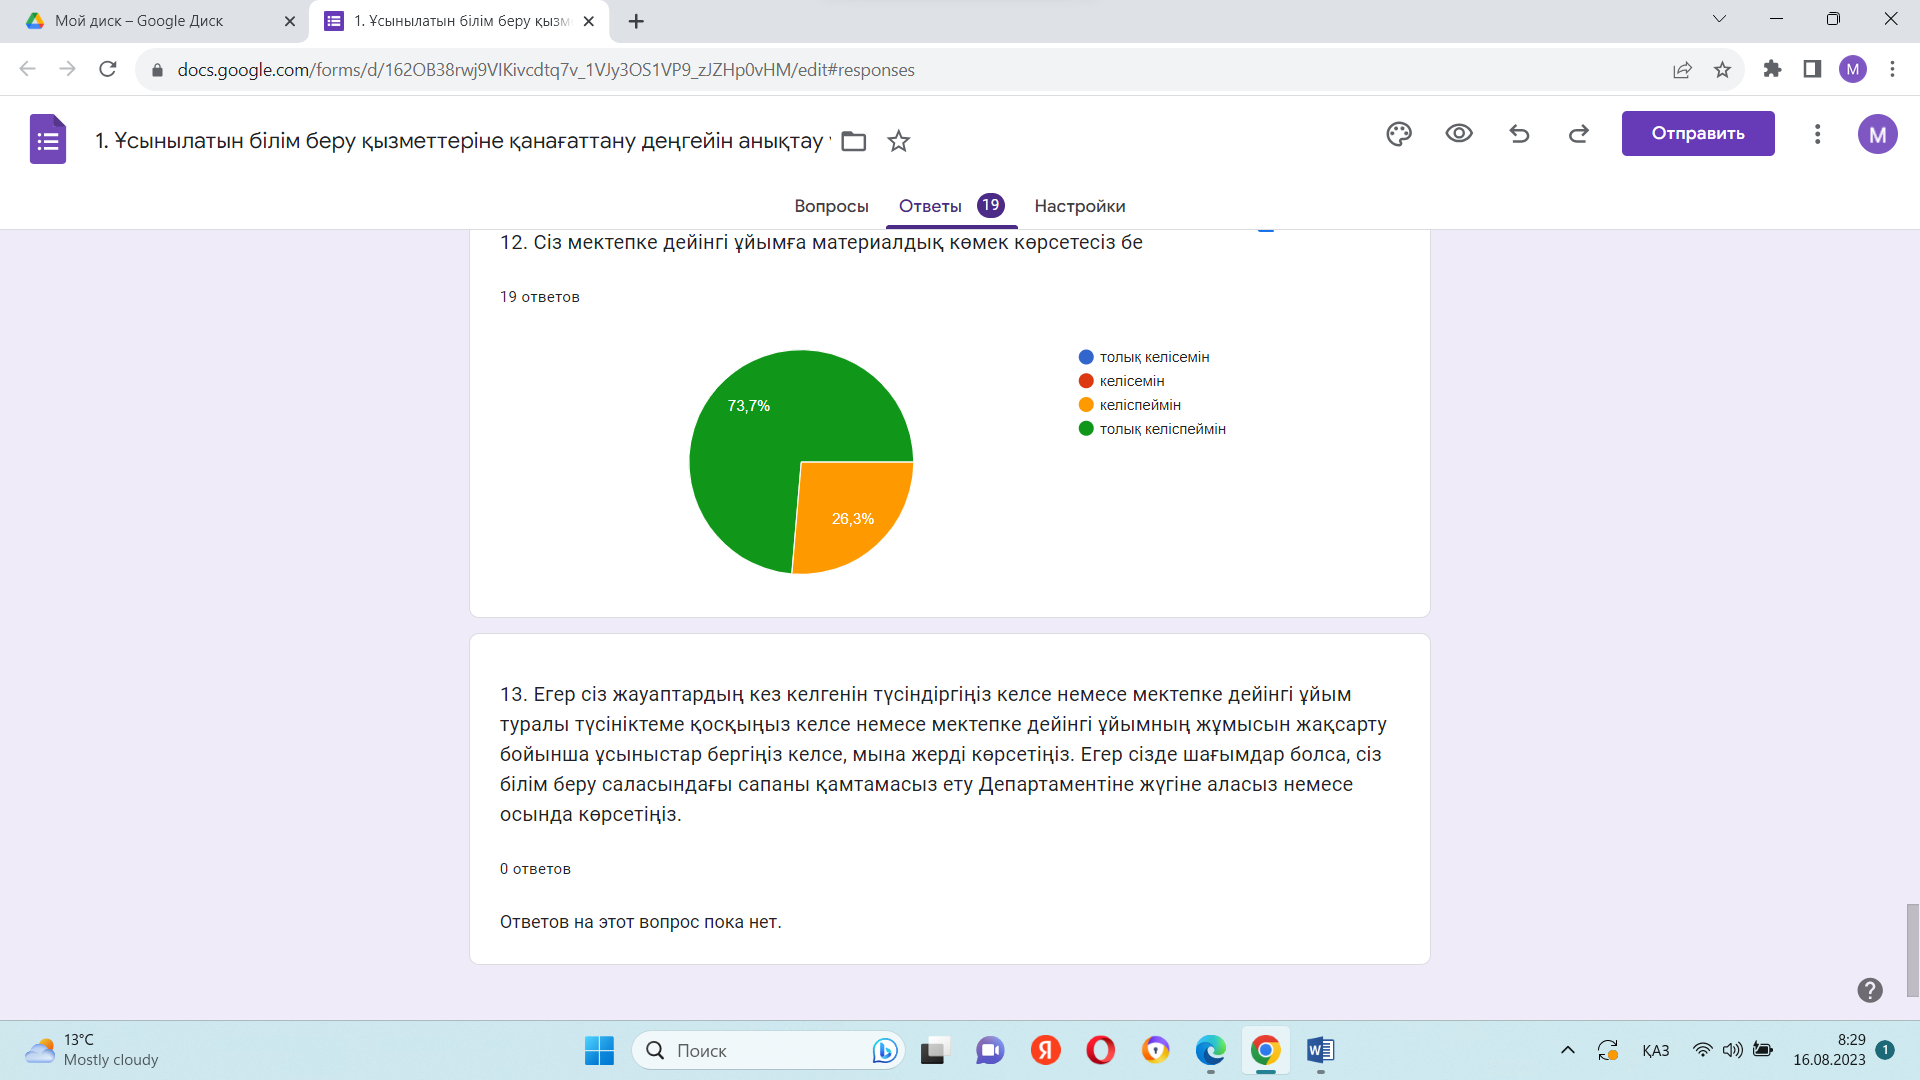 Мой диск – Google Диск
1. Ұсынылатын білім беру қызм
docs.google.com/forms/d/162OB38rwj9VIKivcdtq7v_1VJy3OS1VP9_zJZHp0vHM/edit#responses
M
1. Ұсынылатын білім беру қызметтеріне қанағаттану деңгейін анықтау
Отправить
M
Вопросы
Ответы 19
Настройки
12. Сіз мектепке дейінгі ұйымға материалдық көмек көрсетесіз бе
19 ответов
толық келісемін
келісемін
келіспеймін
толық келіспеймін
73,7%
26,3%
13. Егер сіз жауаптардың кез келгенін түсіндіргіңіз келсе немесе мектепке дейінгі ұйым
туралы түсініктеме қосқыңыз келсе немесе мектепке дейінгі ұйымның жұмысын жақсарту
бойынша ұсыныстар бергіңіз келсе, мына жерді көрсетіңіз. Егер сізде шағымдар болса, сіз
білім беру саласындағы сапаны қамтамасыз ету Департаментіне жүгіне аласыз немесе
осында көрсетіңіз.
0 ответов
Ответов на этот вопрос пока нет.
13°C
Mostly cloudy
Поиск
ҚАЗ
8:29
16.08.2023
1